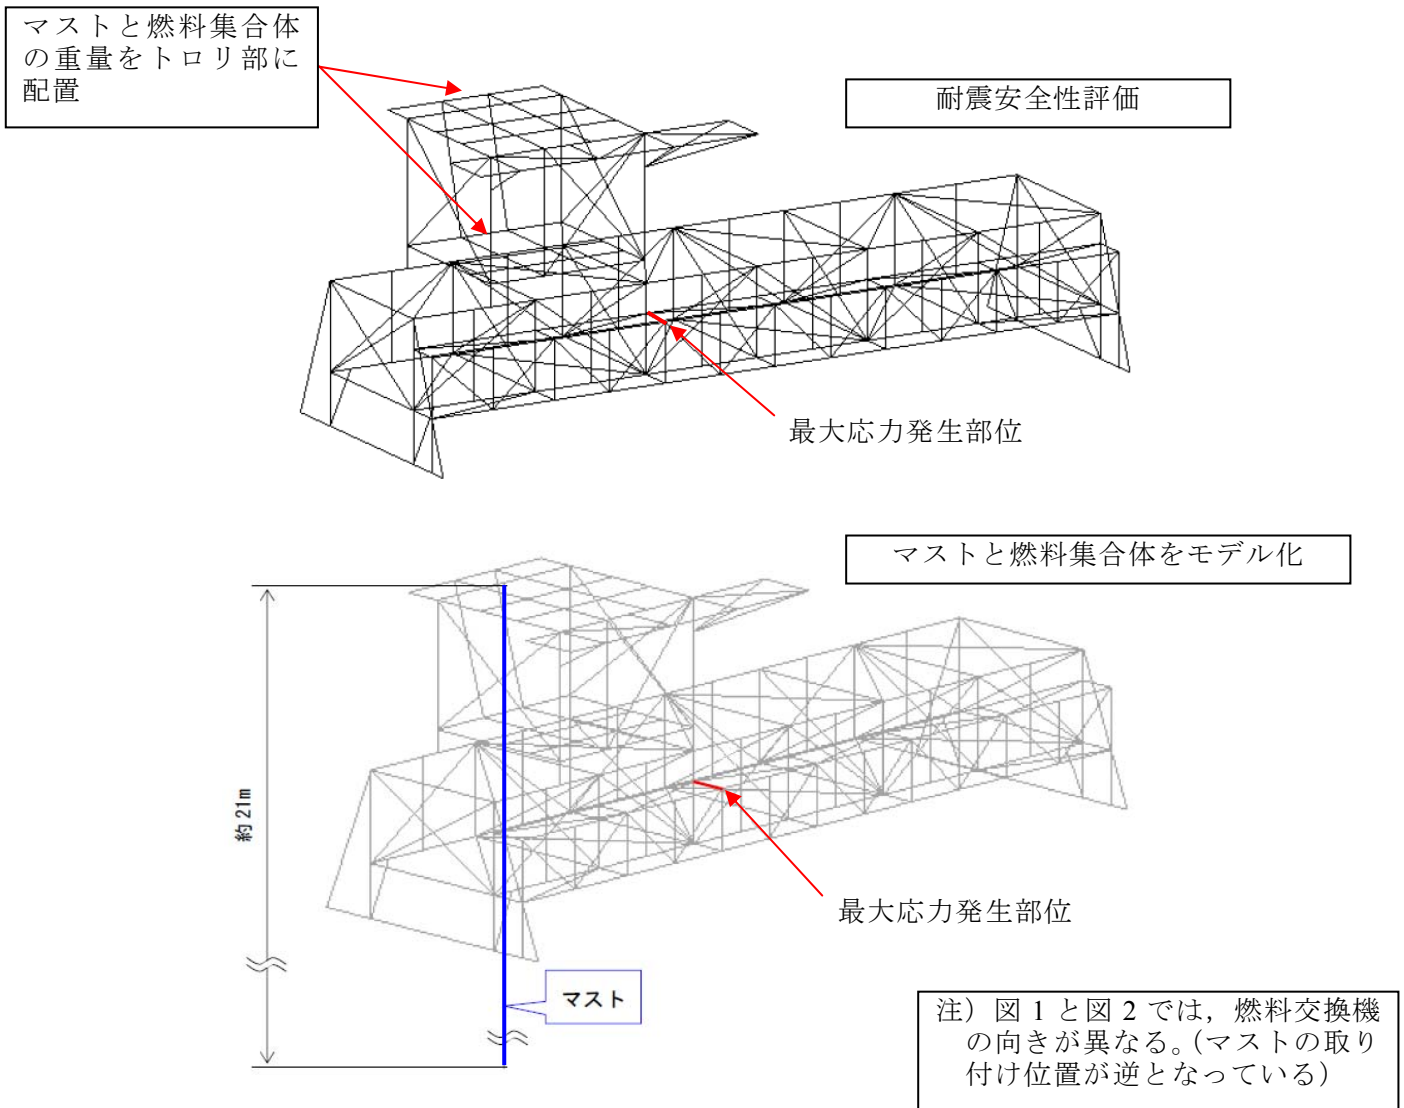 マストと燃料集合体
の重量をトロリ部に
配置
耐震安全性評価
最大応力発生部位
マストと燃料集合体をモデル化
約21m
最大応力発生部位
マスト
注）図 1 と図 2 では，燃料交換機
の向きが異なる。（マストの取り
付け位置が逆となっている）